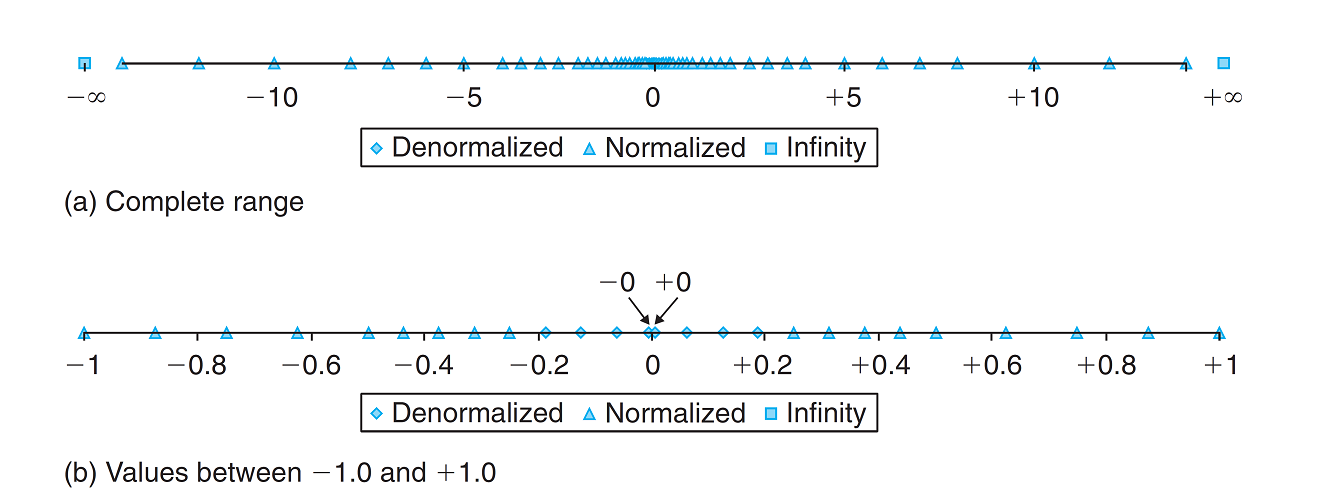 −∞ −10 −5 0 +5 +10 +∞
Denormalized Normalized Infinity
(a) Complete range
−0 +0
−1 −0.8 −0.6 −0.4 −0.2 0 +0.2 +0.4 +0.6 +0.8 +1
Denormalized Normalized Infinity
(b) Values between −1.0 and +1.0